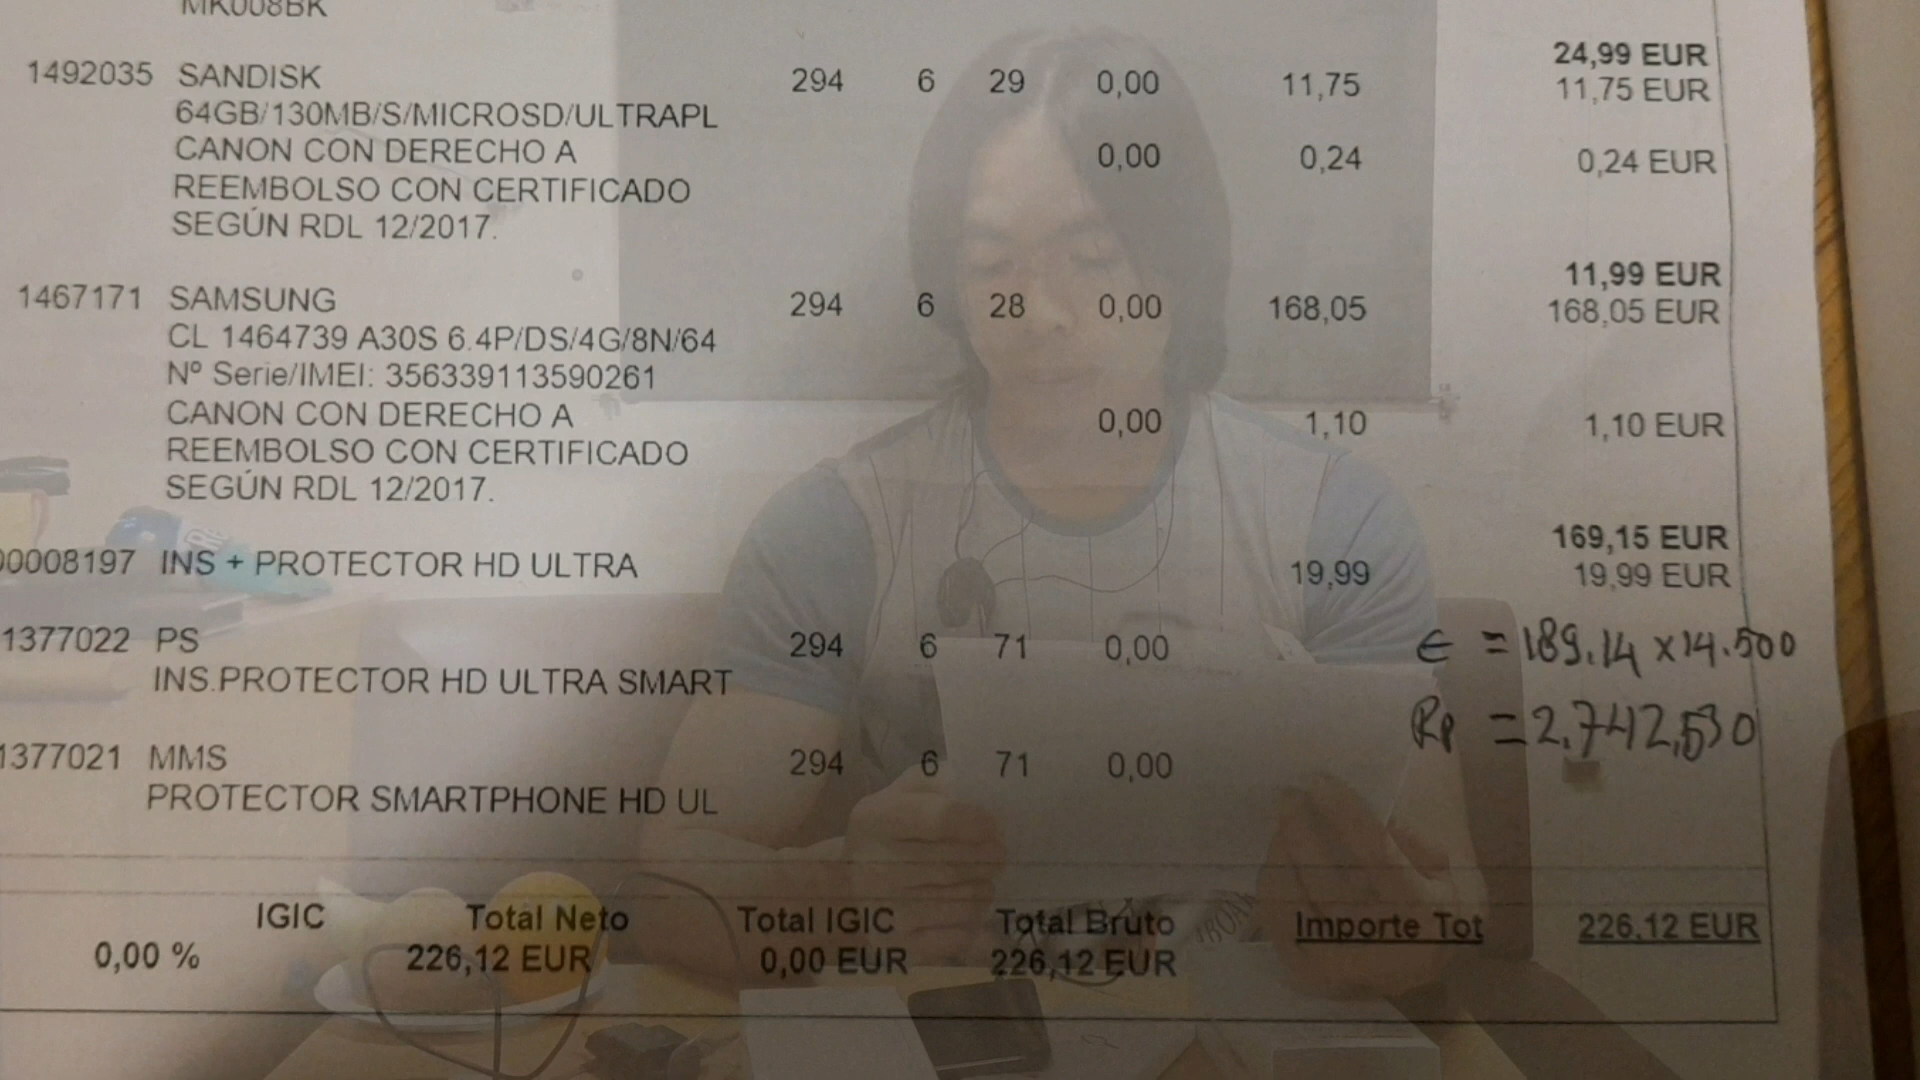 MK008BK
24,99 EUR
1492035 SANDISK 294 6 29 0,00 11,75 11,75 EUR
64GB/130MB/S/MICROSD/ULTRAPL
CANON CON DERECHO A 0,00 0,24 0,24 EUR
REEMBOLSO CON CERTIFICADO
SEGÚN RDL 12/2017.
11,99 EUR
1467171 SAMSUNG 294 6 28 0,00 168,05 168,05 EUR
CL 1464739 A30S 6.4P/DS/4G/8N/64
Nº Serie/IMEI: 356339113590261
CANON CON DERECHO A 0,00 1,10 1,10 EUR
REEMBOLSO CON CERTIFICADO
SEGÚN RDL 12/2017.
169,15 EUR
00008197 INS + PROTECTOR HD ULTRA 19,99 19,99 EUR
1377022 PS 294 6 71 0,00 € = 189.14 x 14.500
INS.PROTECTOR HD ULTRA SMART
Rp = 2.742,530
1377021 MMS 294 6 71 0,00
PROTECTOR SMARTPHONE HD UL
IGIC Total Neto Total IGIC Total Bruto Importe Tot 226,12 EUR
0,00 % 226,12 EUR 0,00 EUR 226,12 EUR